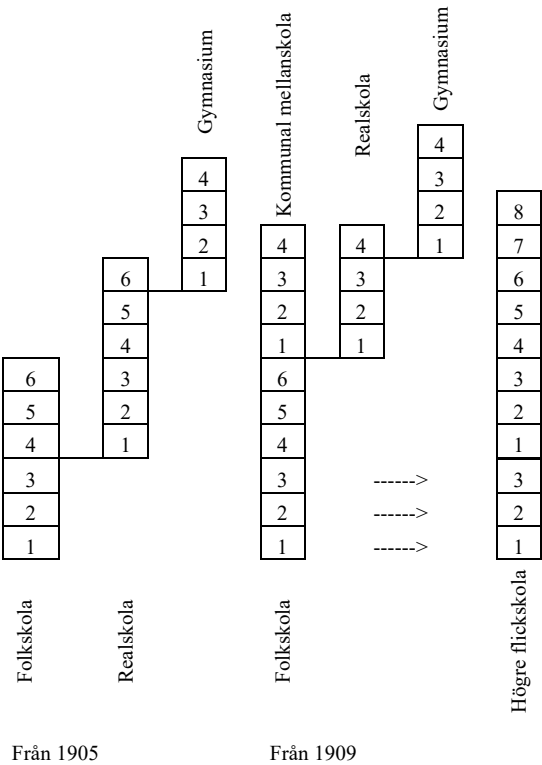 Gymnasium
Kommunal mellanskola
Realskola
Gymnasium
4
4 3
3 2 8
2 4 4 1 7
6 1 3 3 6
5 2 2 5
4 1 1 4
6 3 6 3
5 2 5 2
4 1 4 1
3 3 ------> 3
2 2 ------> 2
1 1 ------> 1
Folkskola
Realskola
Folkskola
Högre flickskola
Från 1905
Från 1909